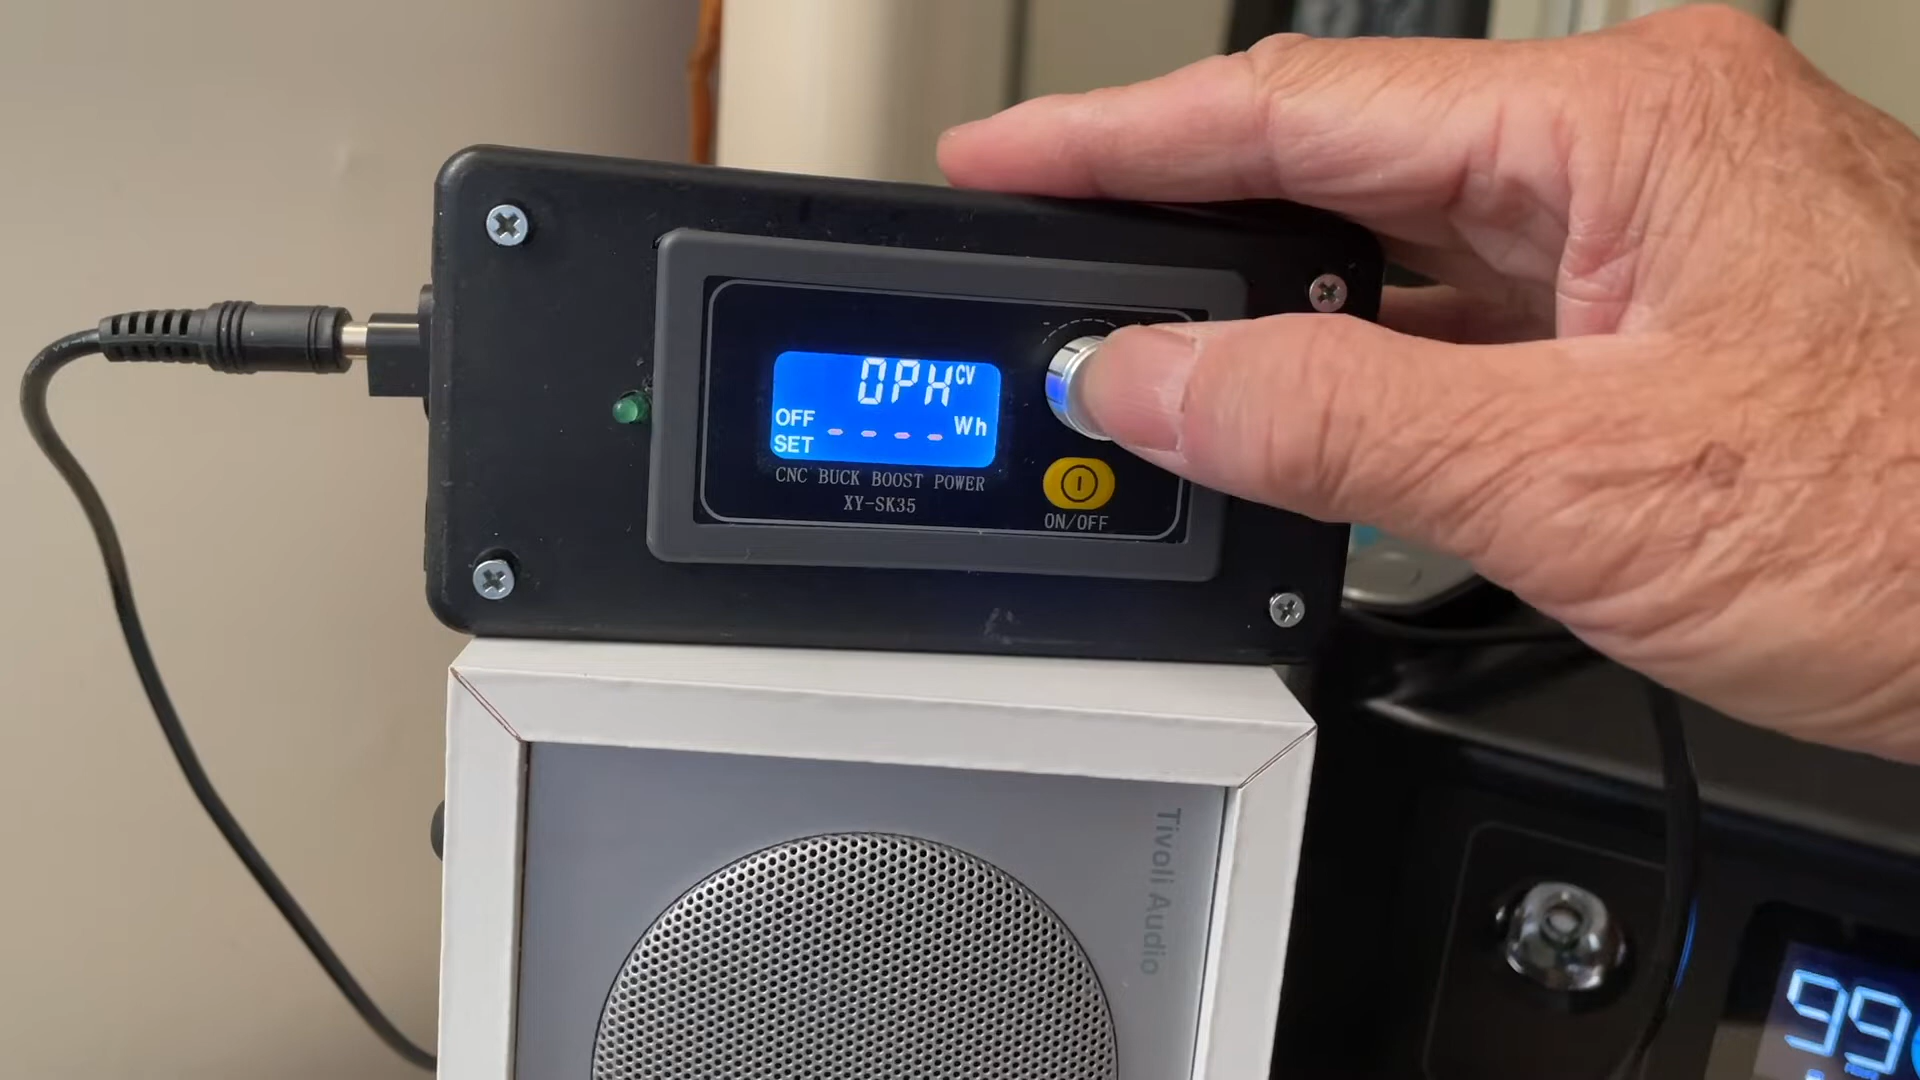 OPH CV
OFF
SET - - - - Wh
CNC BUCK BOOST POWER
XY-SK35
ON/OFF
Tivoli Audio
99